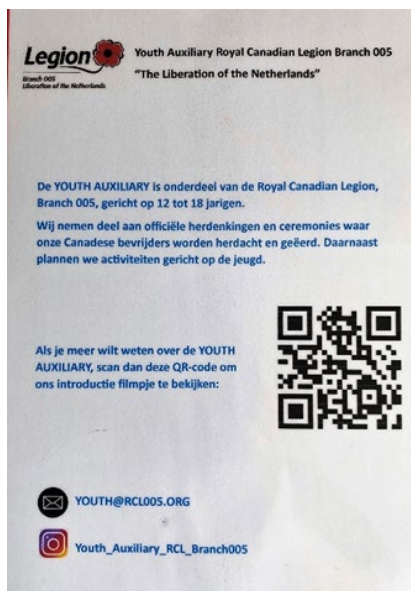 Legion
Branch 005
Liberation of the Netherlands
Youth Auxiliary Royal Canadian Legion Branch 005
"The Liberation of the Netherlands"
De YOUTH AUXILIARY is onderdeel van de Royal Canadian Legion,
Branch 005, gericht op 12 tot 18 jarigen.
Wij nemen deel aan officiële herdenkingen en ceremonies waar
onze Canadese bevrijders worden herdacht en geëerd. Daarnaast
plannen we activiteiten gericht op de jeugd.
Als je meer wilt weten over de YOUTH
AUXILIARY, scan dan deze QR-code om
ons introductie filmpje te bekijken:
YOUTH@RCL005.ORG
Youth_Auxiliary_RCL_Branch005